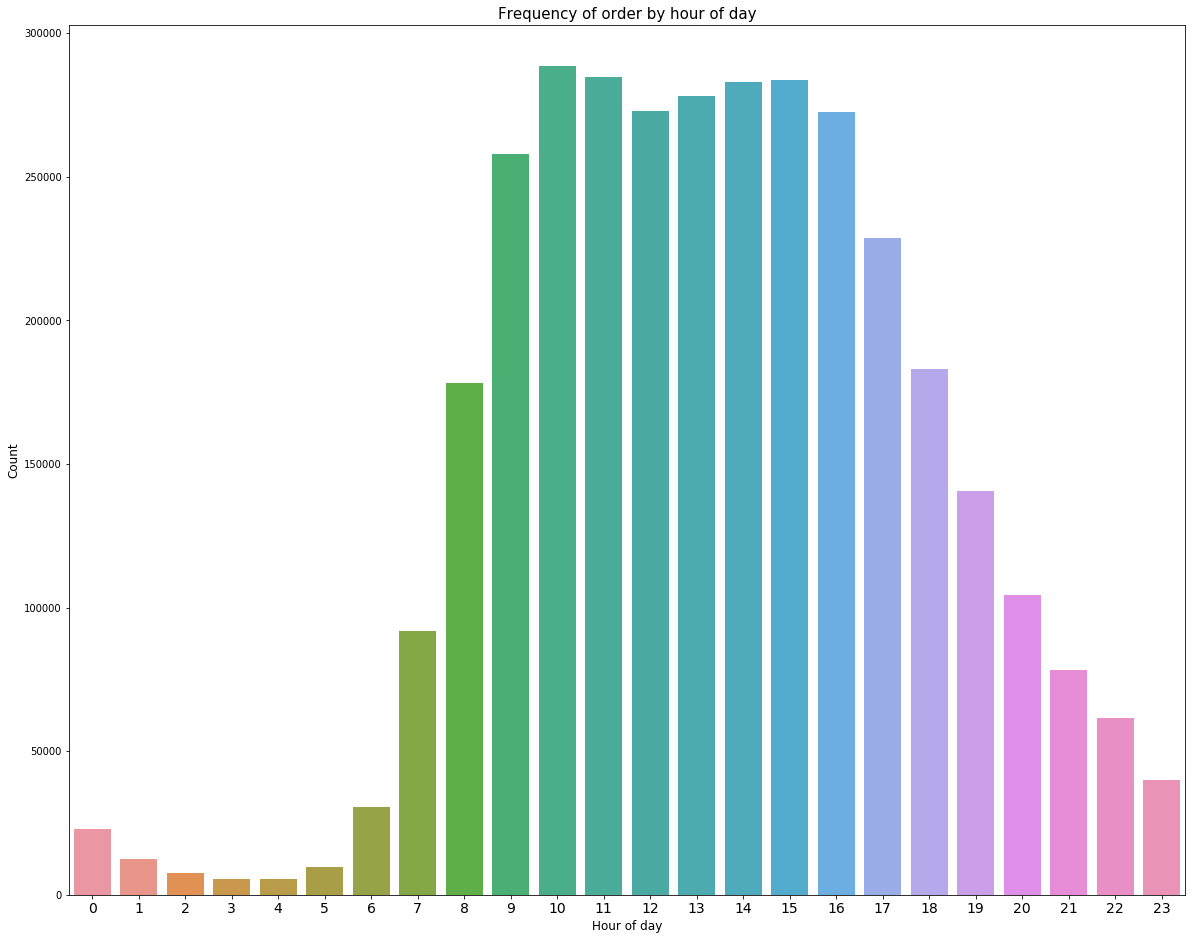 Frequency of order by hour of day
300000
250000
200000
150000
100000
50000
0
Count
0 1 2 3 4 5 6 7 8 9 10 11 12 13 14 15 16 17 18 19 20 21 22 23
Hour of day